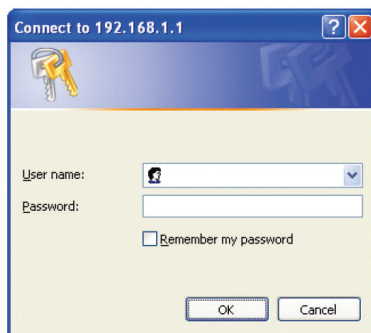 Connect to 192.168.1.1
?
User name:
Password:
Remember my password
OK Cancel